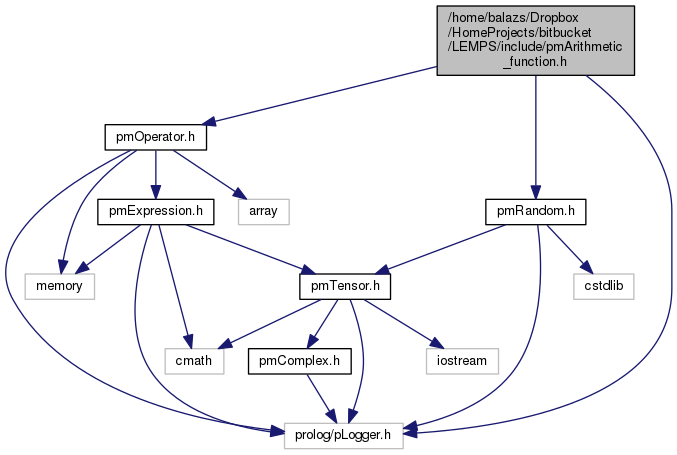 /home/balazs/Dropbox
/HomeProjects/bitbucket
/LEMPS/include/pmArithmetic
_function.h
pmOperator.h
pmExpression.h
array
pmRandom.h
memory
pmTensor.h
cstdlib
cmath
pmComplex.h
iostream
prolog/pLogger.h